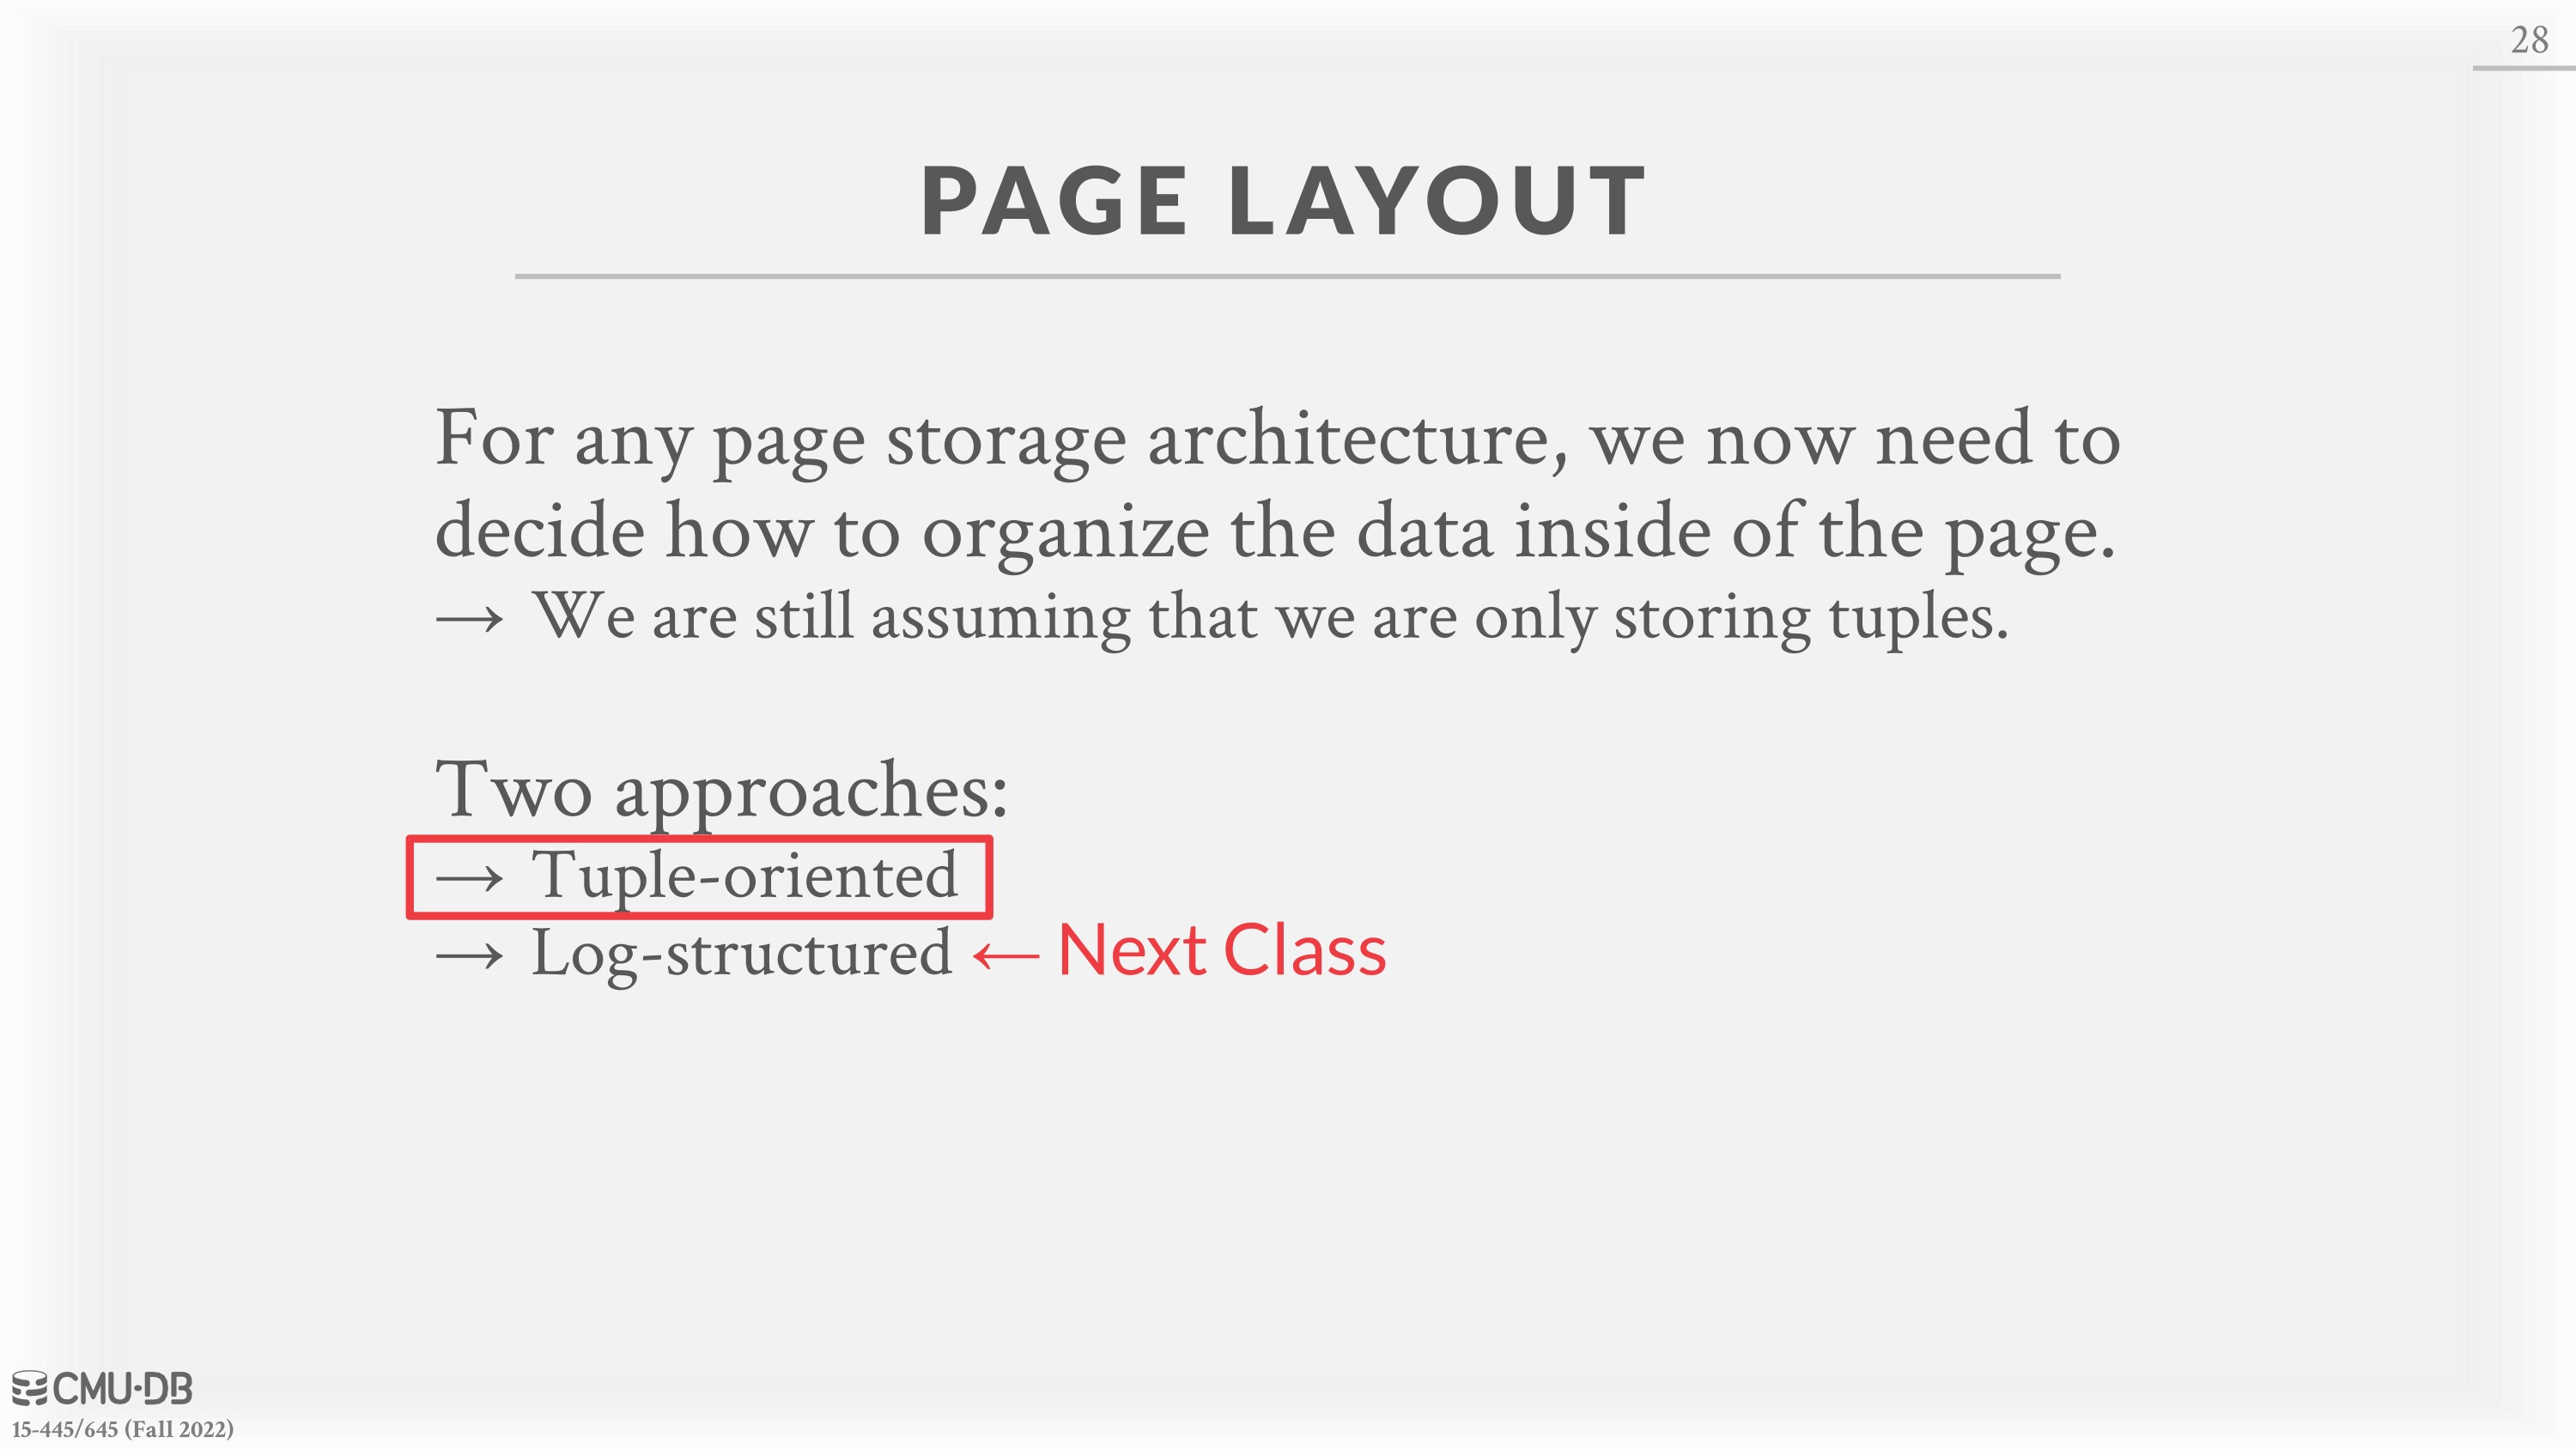 28
PAGE LAYOUT
For any page storage architecture, we now need to
decide how to organize the data inside of the page.
→ We are still assuming that we are only storing tuples.
Two approaches:
→ Tuple-oriented
→ Log-structured ← Next Class
CMU·DB
15-445/645 (Fall 2022)